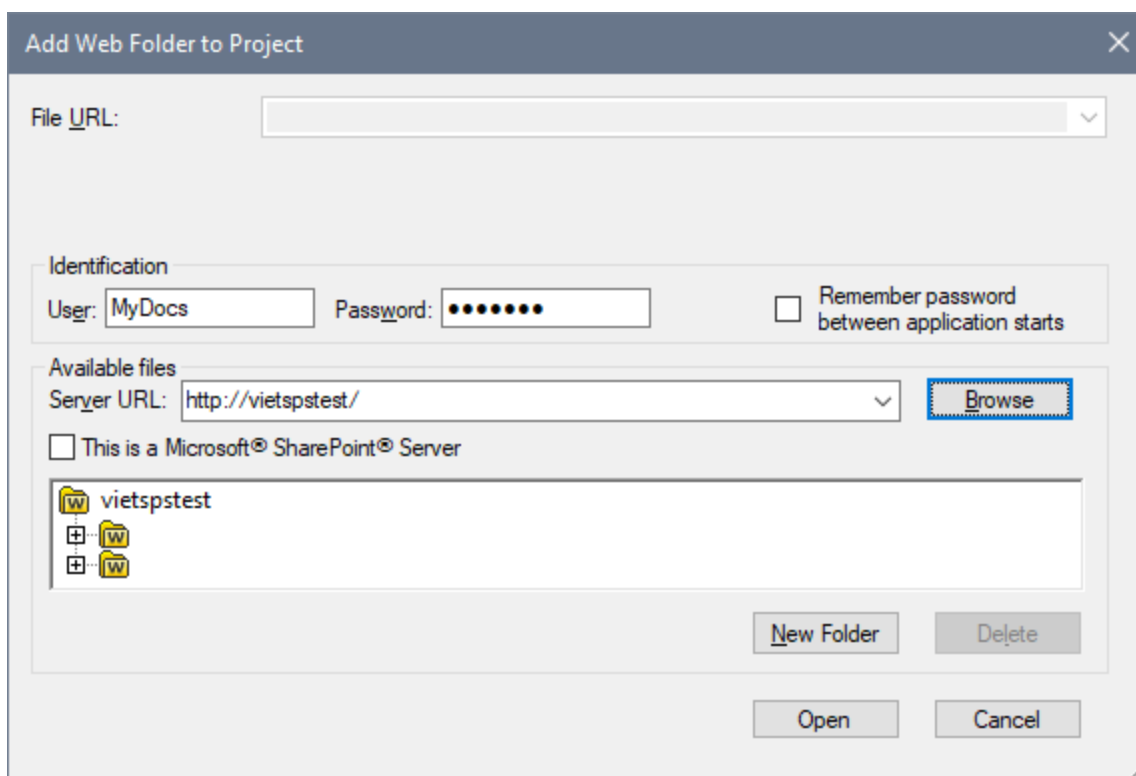 Add Web Folder to Project
File URL:
Identification
User: MyDocs Password: ●●●●●●● Remember password
between application starts
Available files
Server URL: http://vietspstest/ Browse
This is a Microsoft® SharePoint® Server
vietspstest
New Folder Delete
Open Cancel